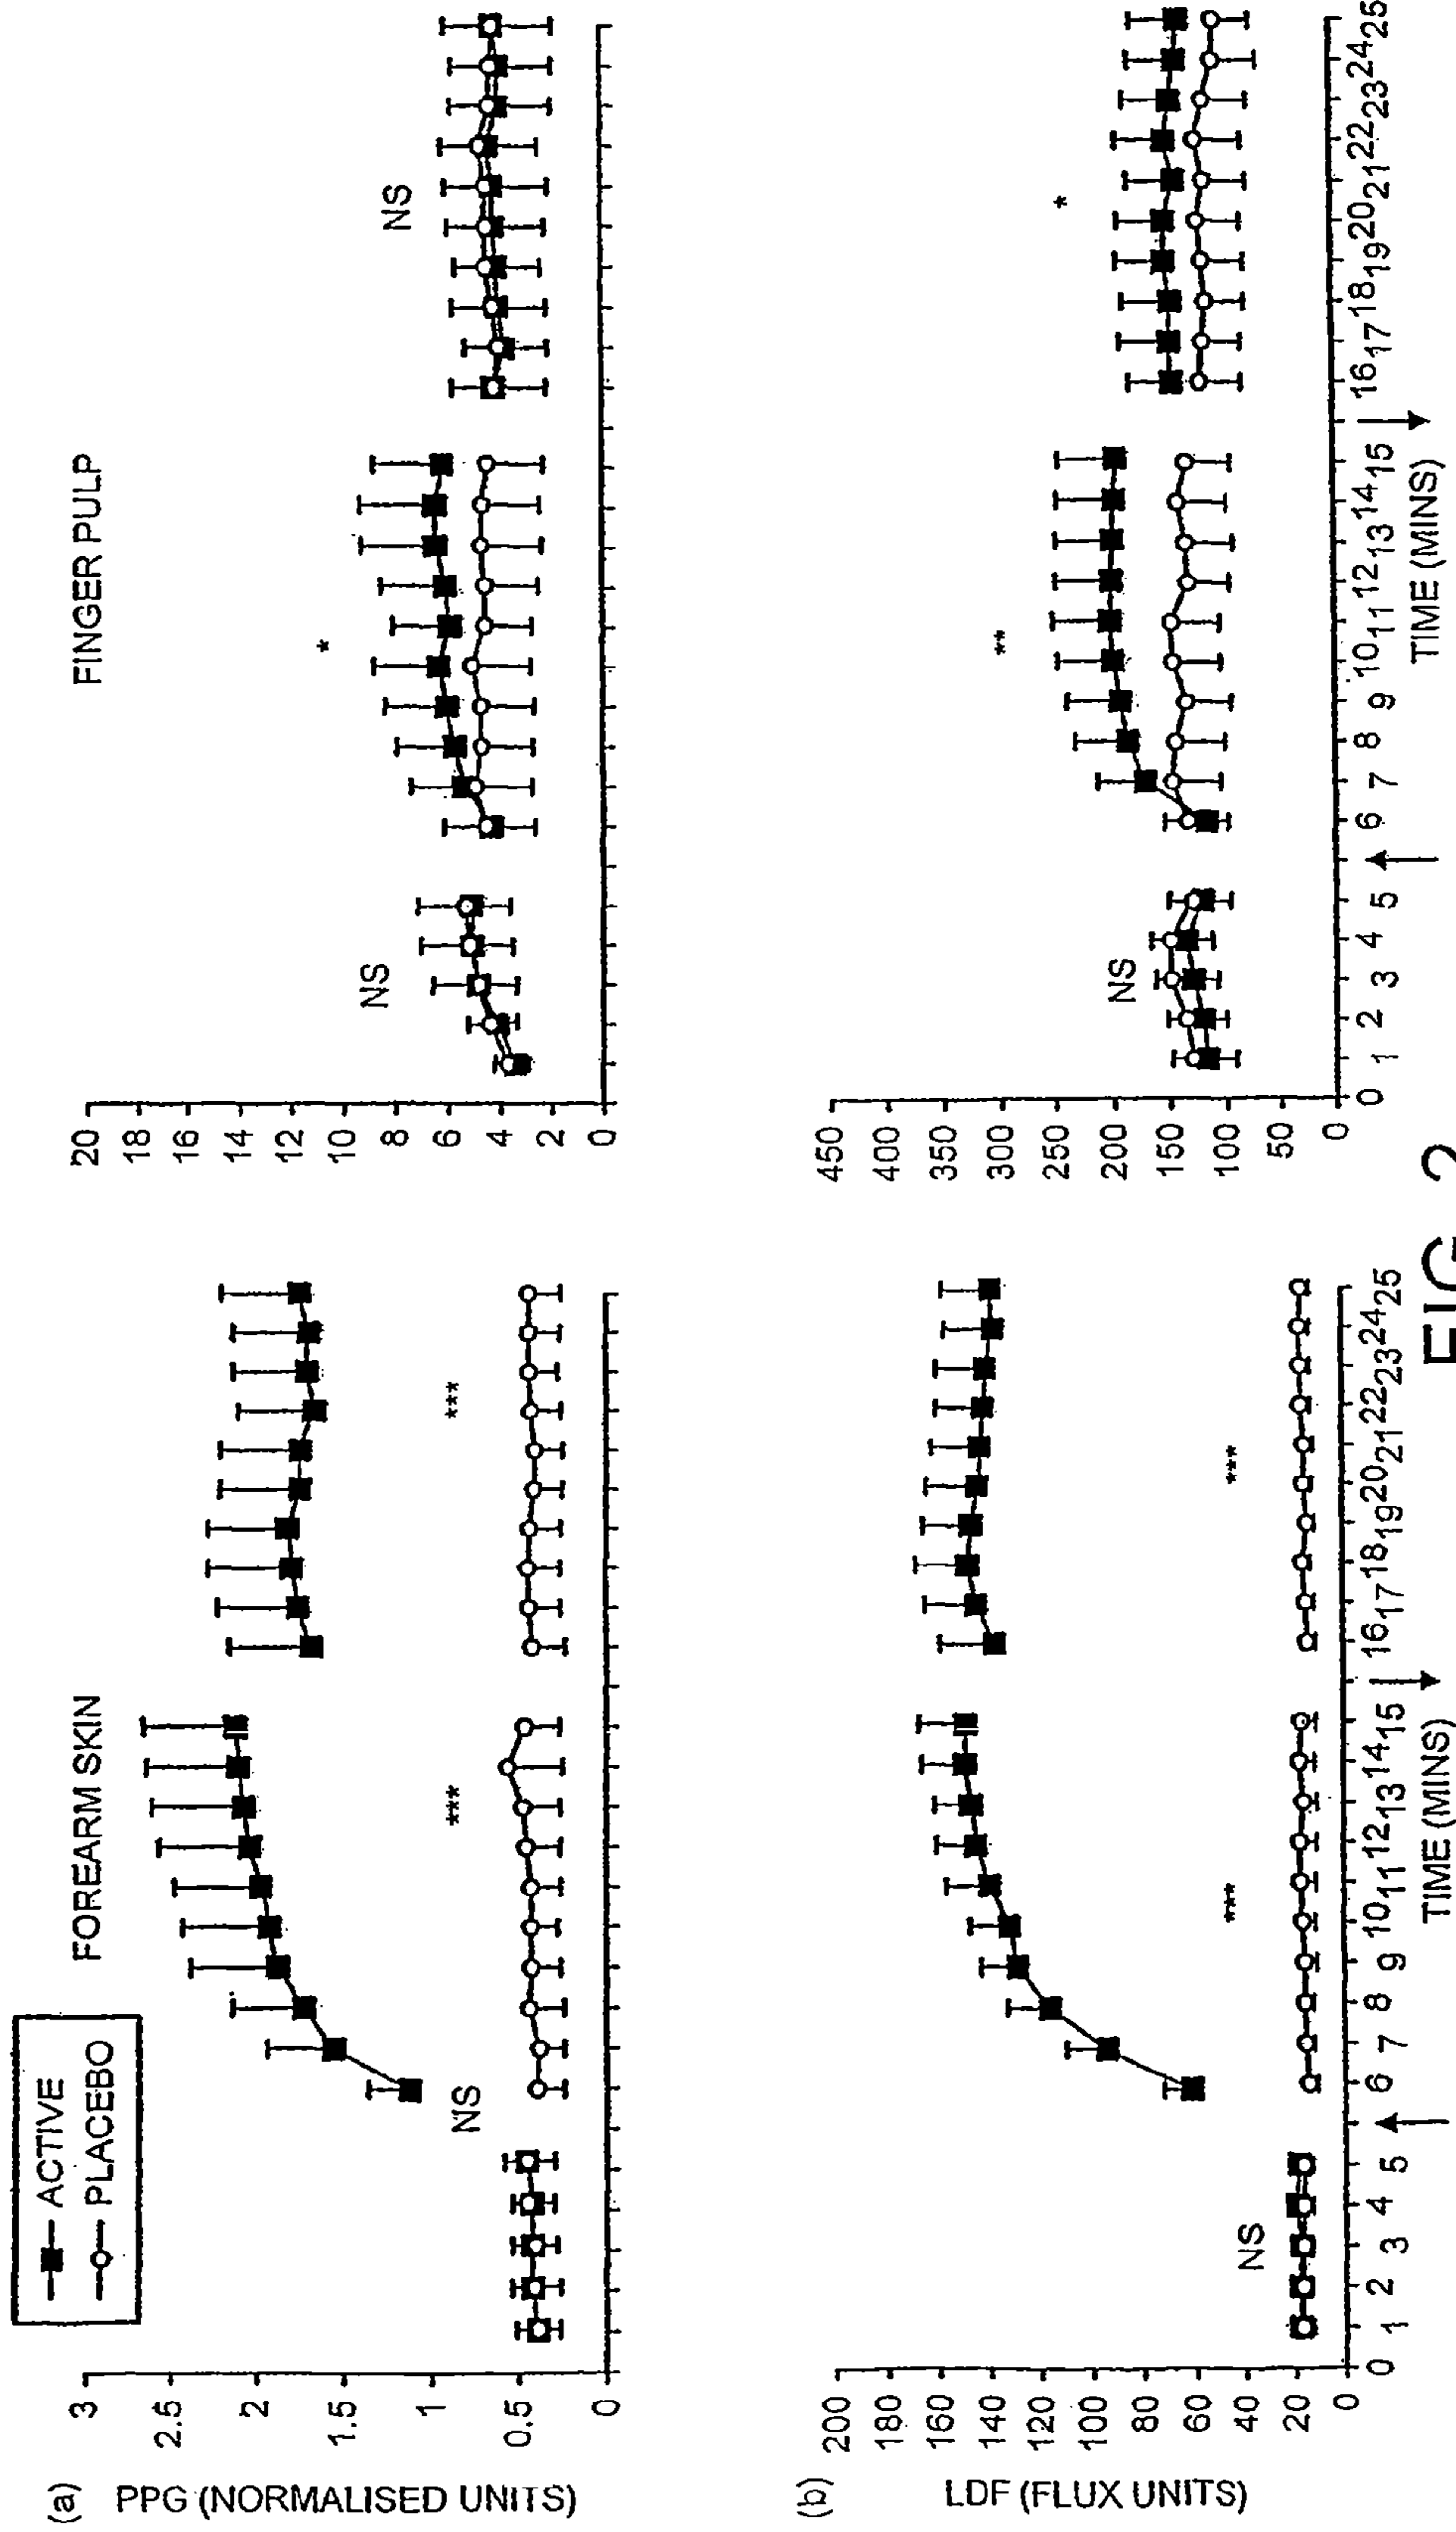 ACTIVE
PLACEBO
FOREARM SKIN
FINGER PULP
(a)
PPG (NORMALISED UNITS)
3
2.5
2
1.5
1
0.5
0
NS
***
***
20
18
16
14
12
10
8
6
4
2
0
NS
*
NS
(b)
LDF (FLUX UNITS)
200
180
160
140
120
100
80
60
40
20
0
NS
***
***
0 1 2 3 4 5 6 7 8 9 10 11 12 13 14 15 16 17 18 19 20 21 22 23 24 25
TIME (MINS)
450
400
350
300
250
200
150
100
50
0
NS
**
*
0 1 2 3 4 5 6 7 8 9 10 11 12 13 14 15 16 17 18 19 20 21 22 23 24 25
TIME (MINS)
FIG 2